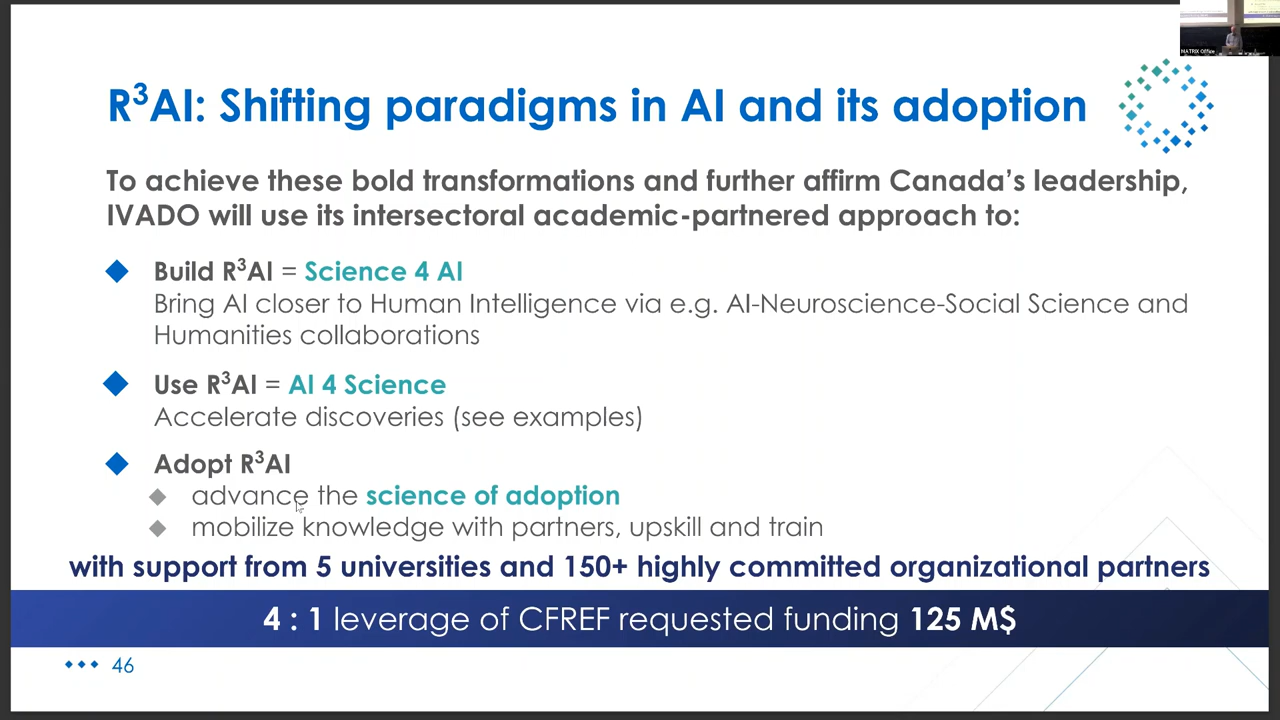 MATRIX Office
R³AI: Shifting paradigms in AI and its adoption
To achieve these bold transformations and further affirm Canada’s leadership,
IVADO will use its intersectoral academic-partnered approach to:
Build R³AI = Science 4 AI
Bring AI closer to Human Intelligence via e.g. AI-Neuroscience-Social Science and
Humanities collaborations
Use R³AI = AI 4 Science
Accelerate discoveries (see examples)
Adopt R³AI
advance the science of adoption
mobilize knowledge with partners, upskill and train
with support from 5 universities and 150+ highly committed organizational partners
4 : 1 leverage of CFREF requested funding 125 M$
46